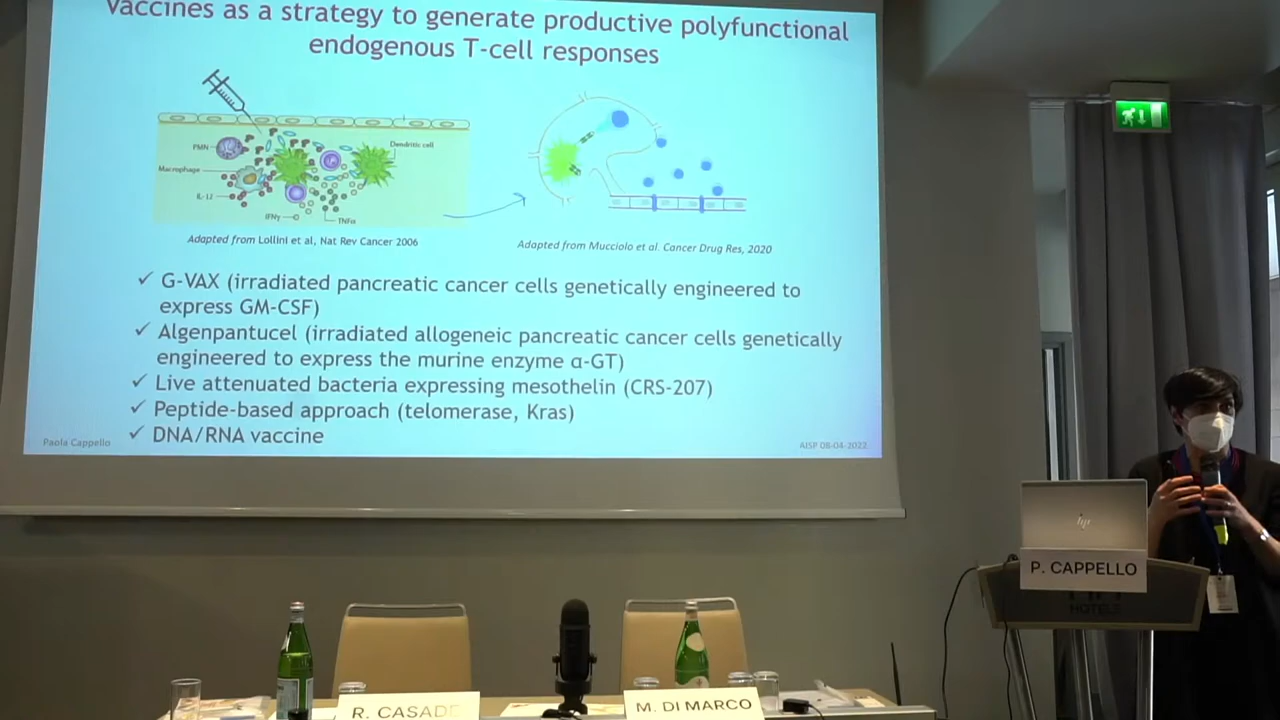 Vaccines as a strategy to generate productive polyfunctional
endogenous T-cell responses
PMN
Macrophage
IL-12
IFNγ
TNFα
Dendritic cell
Adapted from Lollini et al, Nat Rev Cancer 2006
Adapted from Mucciolo et al. Cancer Drug Res, 2020
✓ G-VAX (irradiated pancreatic cancer cells genetically engineered to
express GM-CSF)
✓ Algenpantucel (irradiated allogeneic pancreatic cancer cells genetically
engineered to express the murine enzyme α-GT)
✓ Live attenuated bacteria expressing mesothelin (CRS-207)
✓ Peptide-based approach (telomerase, Kras)
✓ DNA/RNA vaccine
Paola Cappello
AISP 08-04-2022
hp
P. CAPPELLO
HOTELS
R. CASADE
M. DI MARCO